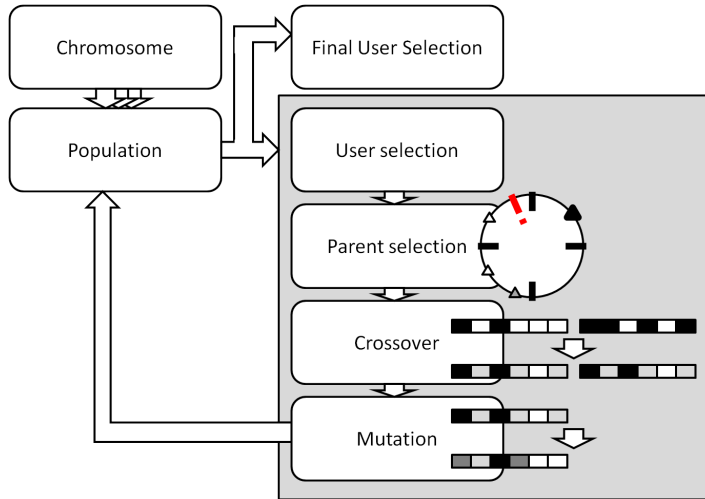 Chromosome
Final User Selection
Population
User selection
Parent selection
Crossover
Mutation